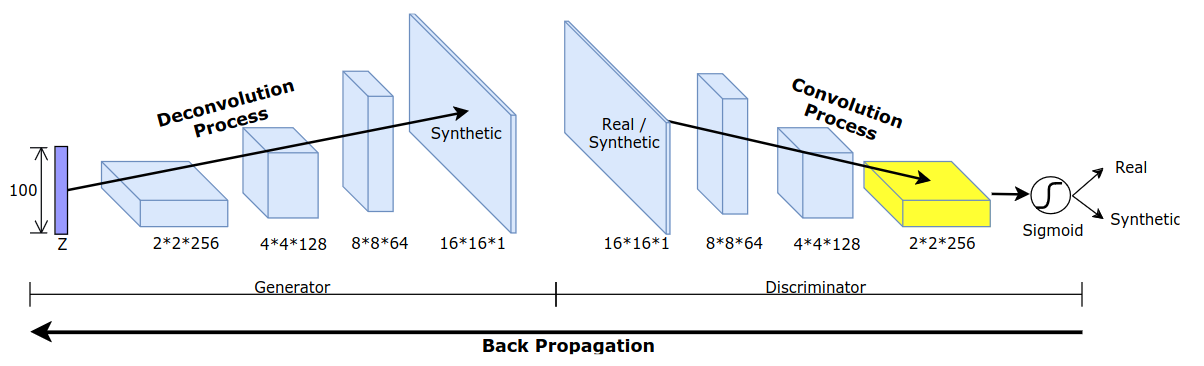 Deconvolution
Process
100
Z
2*2*256
4*4*128
8*8*64
Synthetic
16*16*1
Real /
Synthetic
16*16*1
8*8*64
Convolution
Process
4*4*128
2*2*256
Sigmoid
Real
Synthetic
Generator
Discriminator
Back Propagation